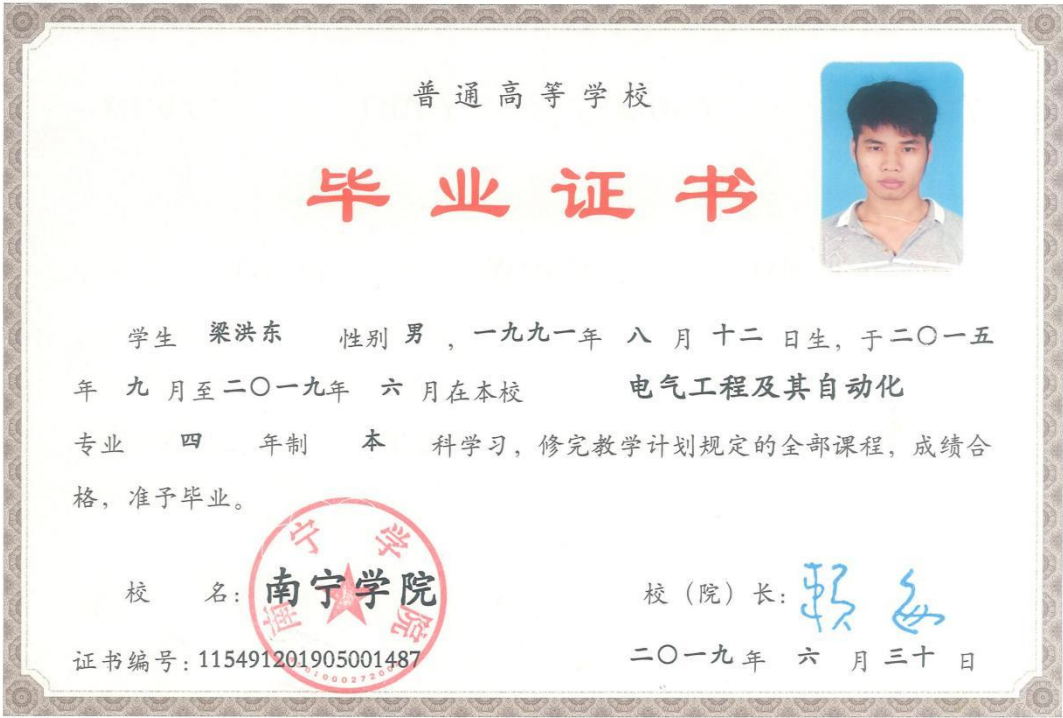 普通高等学校
毕业证书
学生 梁洪东 性别 男 ，一九九一年 八 月 十二 日生，于二〇一五
年 九 月至二〇一九年 六 月在本校 电气工程及其自动化
专业 四 年制 本 科学习，修完教学计划规定的全部课程，成绩合
格，准予毕业。
南宁学院
校 名：南宁学院 校（院）长：
证书编号：115491201905001487 二〇一九年 六 月 三十 日